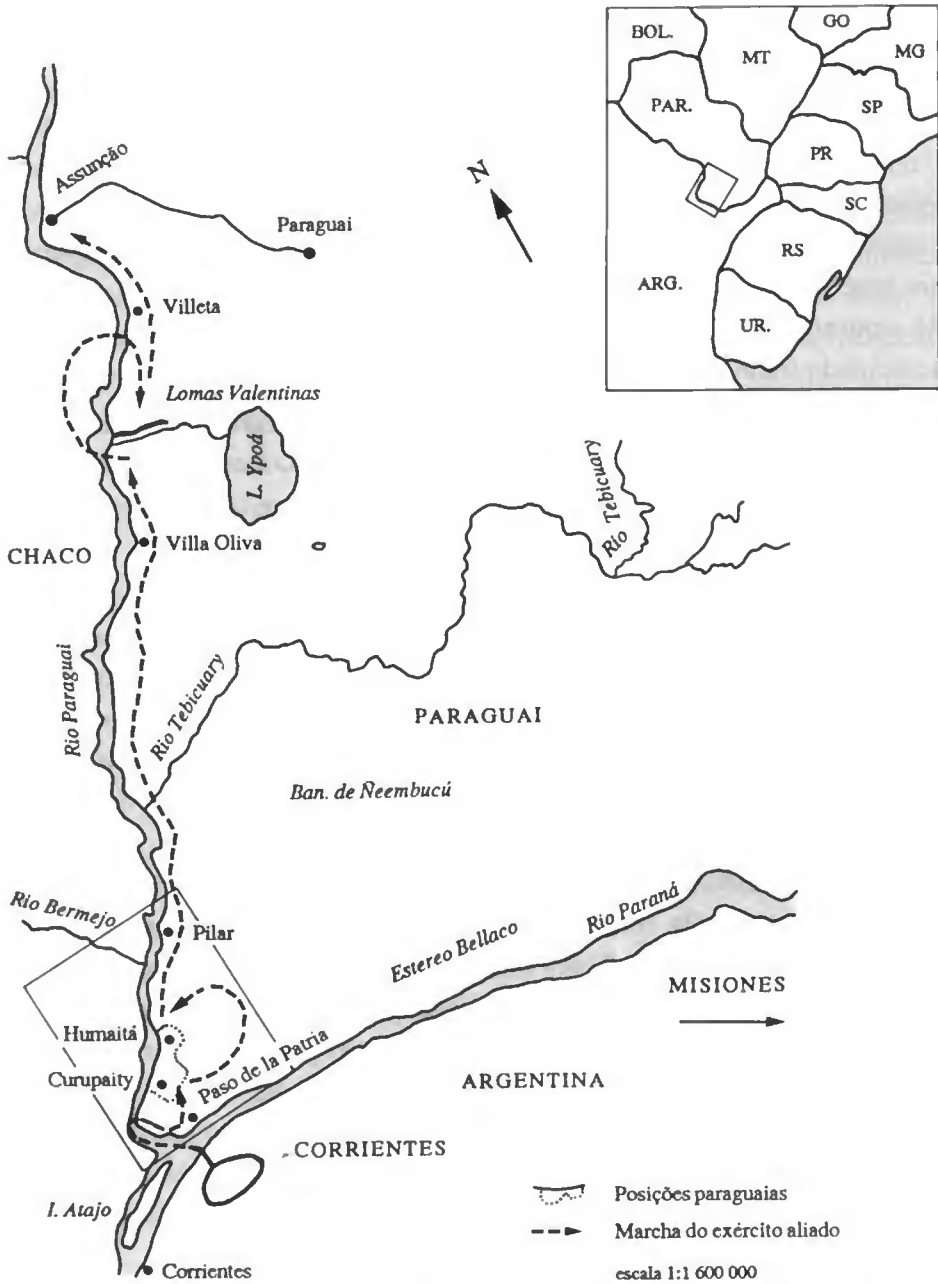 BOL.
GO
MT
MG
PAR.
SP
PR
SC
RS
ARG.
UR.
N
Assunção
Paraguai
Villeta
Lomas Valentinas
L. Ypoá
Villa Oliva
CHACO
Rio Tebicuary
Rio Paraguai
Rio Tebicuary
PARAGUAI
Ban. de Ñeembucú
Rio Bermejo
Pilar
Estereo Bellaco
Rio Paraná
MISIONES
Humaitá
Curupaity
Paso de la Patria
ARGENTINA
CORRIENTES
I. Atajo
Corrientes
Posições paraguaias
Marcha do exército aliado
escala 1:1 600 000